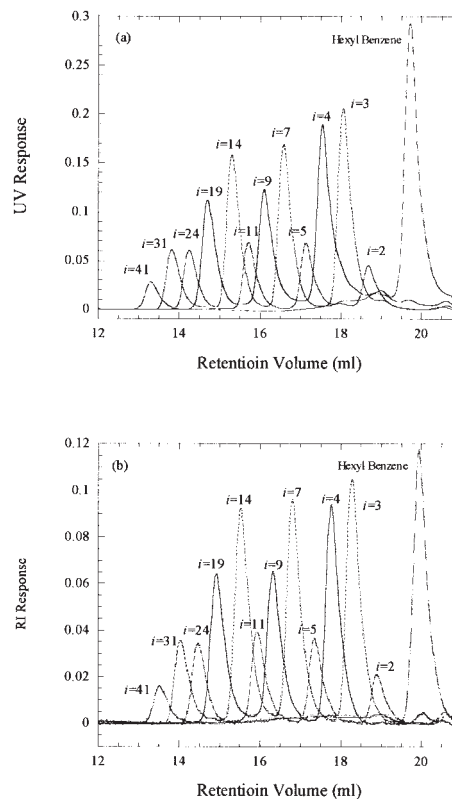 0.3
(a)
Hexyl Benzene
0.25
i=3
i=4
0.2
i=7
i=14
0.15
i=9
i=19
0.1
i=11
i=31
i=24
i=5
0.05
i=41
i=2
0
12 14 16 18 20
UV Response
Retentioin Volume (ml)
0.12
(b)
Hexyl Benzene
0.1
i=14
i=7
i=4
i=3
0.08
i=19
i=9
0.06
i=31
i=24
i=11
0.04
i=5
i=2
0.02
i=41
0
12 14 16 18 20
RI Response
Retentioin Volume (ml)